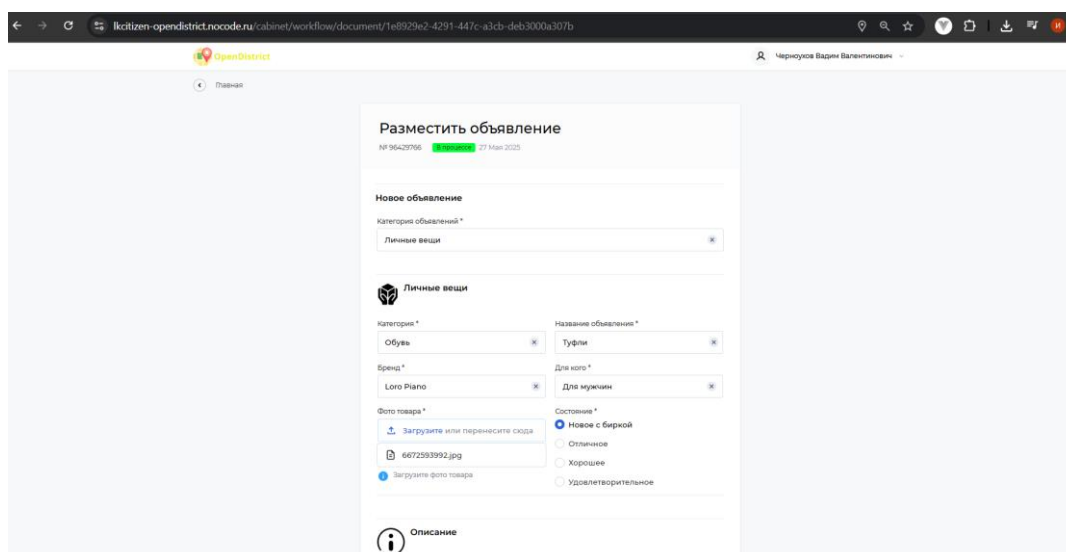 lkcitizen-opendistrict.nocode.ru/cabinet/workflow/document/1e8929e2-4291-447c-a3cb-deb3000a307b
И
OpenDistrict
Черноухов Вадим Валентинович
Главная
Разместить объявление
№ 96429766 В процессе 27 Мая 2025
Новое объявление
Категория объявлений *
Личные вещи
Личные вещи
Категория * Название объявления *
Обувь Туфли
Бренд * Для кого *
Loro Piano Для мужчин
Фото товара * Состояние *
Загрузите или перенесите сюда Новое с биркой
Отличное
6672593992.jpg Хорошее
Загрузите фото товара Удовлетворительное
Описание